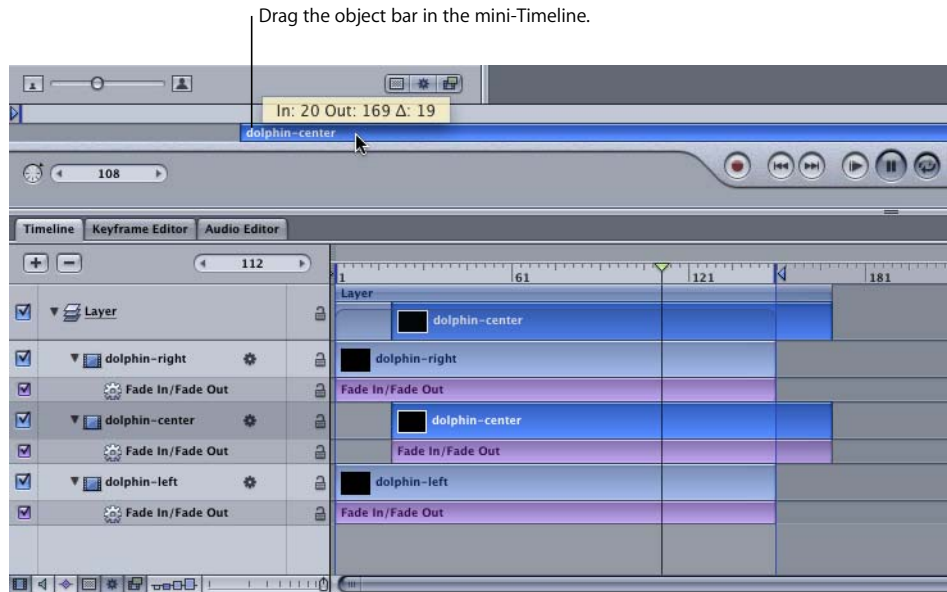 Drag the object bar in the mini-Timeline.
In: 20 Out: 169 Δ: 19
dolphin-center
108
Timeline Keyframe Editor Audio Editor
112
1 61 121 181
Layer
Layer
dolphin-center
dolphin-right
dolphin-right
Fade In/Fade Out
Fade In/Fade Out
dolphin-center
dolphin-center
Fade In/Fade Out
Fade In/Fade Out
dolphin-left
dolphin-left
Fade In/Fade Out
Fade In/Fade Out